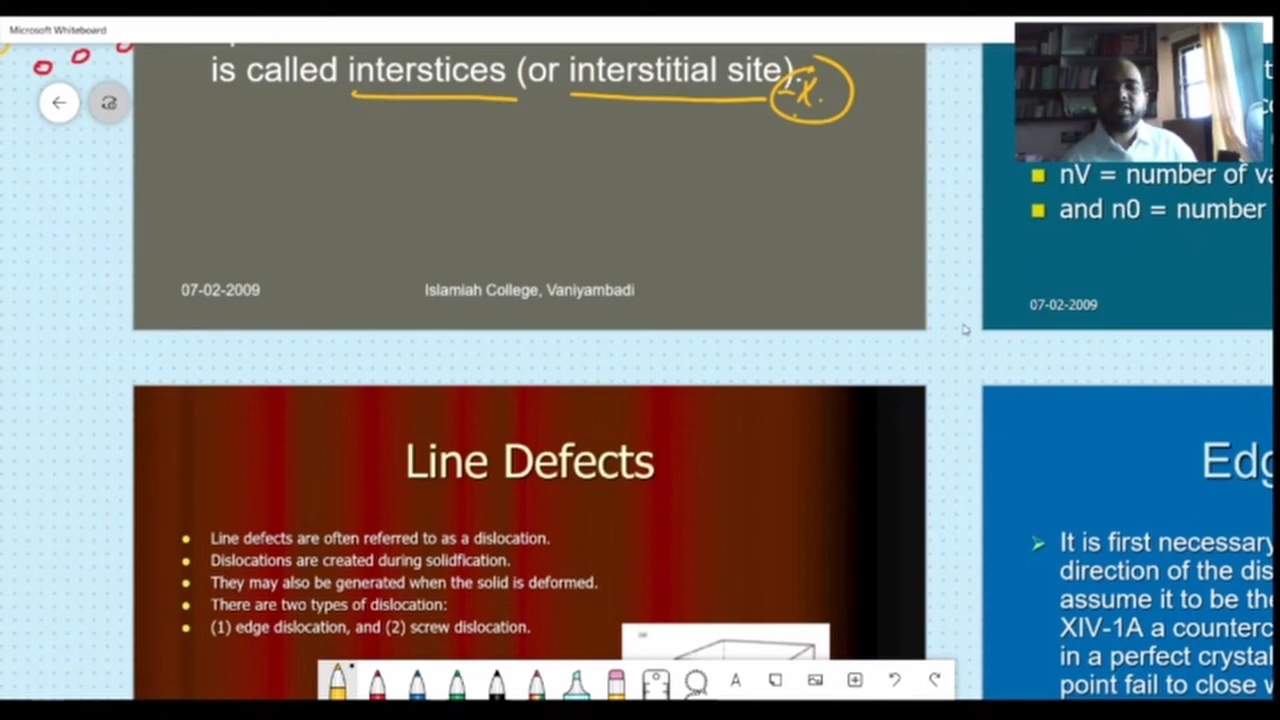 Microsoft Whiteboard
is called interstices (or interstitial site).
-x.
07-02-2009
Islamiah College, Vaniyambadi
nV = number of va
and n0 = number
07-02-2009
Line Defects
Line defects are often referred to as a dislocation.
Dislocations are created during solidfication.
They may also be generated when the solid is deformed.
There are two types of dislocation:
(1) edge dislocation, and (2) screw dislocation.
Edg
It is first necessary
direction of the dis
assume it to be the
XIV-1A a counterc
in a perfect crystal
point fail to close w
A